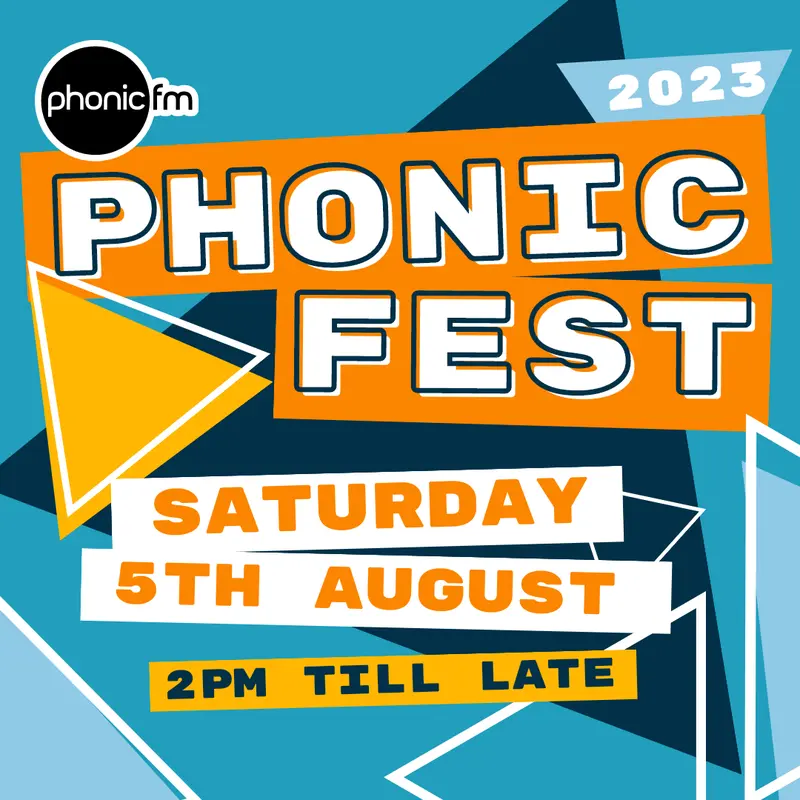 phonic fm
2023
PHONIC
FEST
SATURDAY
5TH AUGUST
2PM TILL LATE